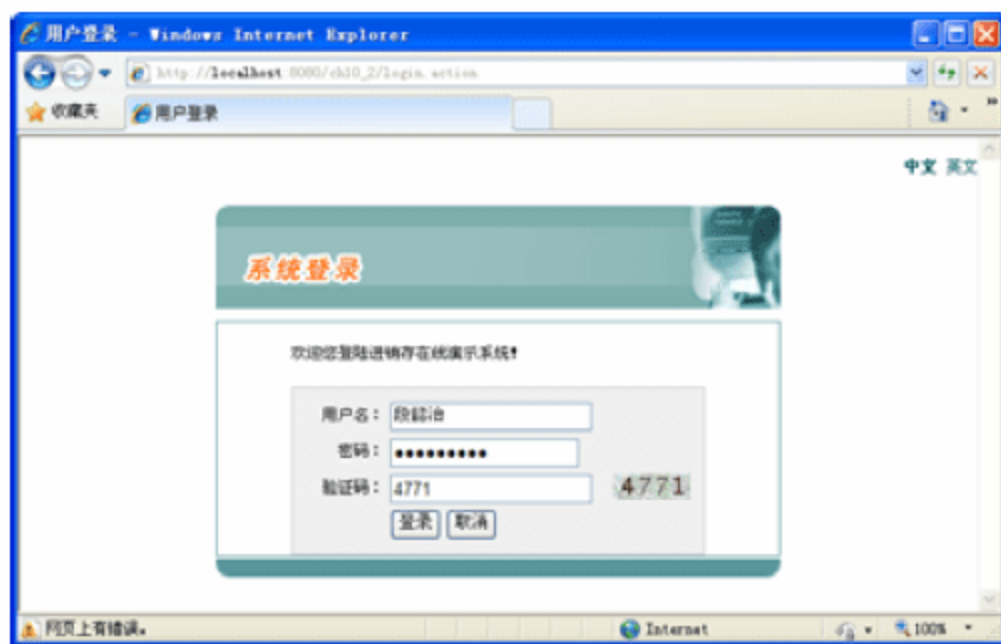 用户登录 - Windows Internet Explorer
http://localhost:8080/ch10_2/login.action
收藏夹 用户登录
中文 英文
系统登录
欢迎您登陆进销存在线演示系统!
用户名:
密码: ●●●●●●●●●
验证码: 4771 4771
登录 取消
网页上有错误。 Internet 100%